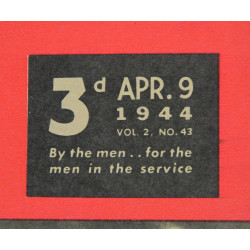 3d APR. 9
1944
VOL. 2, NO. 43
By the men . . for the
men in the service